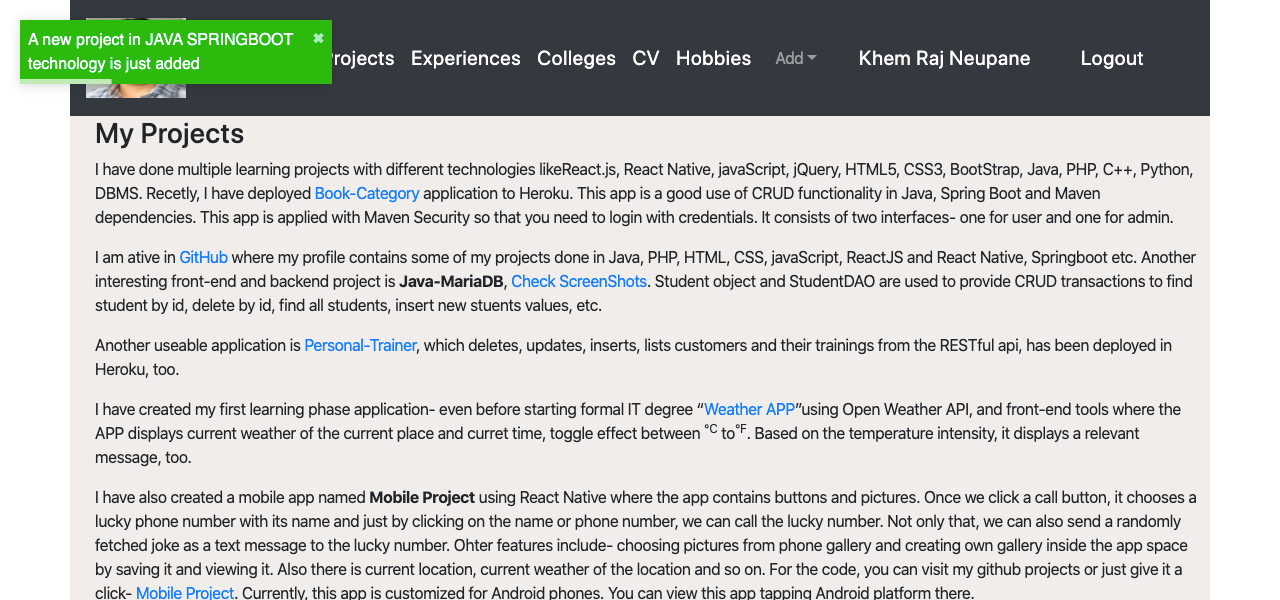 A new project in JAVA SPRINGBOOT ✖
technology is just added
rojects Experiences Colleges CV Hobbies Add Khem Raj Neupane Logout
My Projects
I have done multiple learning projects with different technologies likeReact.js, React Native, javaScript, jQuery, HTML5, CSS3, BootStrap, Java, PHP, C++, Python,
DBMS. Recetly, I have deployed Book-Category application to Heroku. This app is a good use of CRUD functionality in Java, Spring Boot and Maven
dependencies. This app is applied with Maven Security so that you need to login with credentials. It consists of two interfaces- one for user and one for admin.
I am ative in GitHub where my profile contains some of my projects done in Java, PHP, HTML, CSS, javaScript, ReactJS and React Native, Springboot etc. Another
interesting front-end and backend project is Java-MariaDB, Check ScreenShots. Student object and StudentDAO are used to provide CRUD transactions to find
student by id, delete by id, find all students, insert new stuents values, etc.
Another useable application is Personal-Trainer, which deletes, updates, inserts, lists customers and their trainings from the RESTful api, has been deployed in
Heroku, too.
I have created my first learning phase application- even before starting formal IT degree “Weather APP”using Open Weather API, and front-end tools where the
APP displays current weather of the current place and curret time, toggle effect between °C to°F. Based on the temperature intensity, it displays a relevant
message, too.
I have also created a mobile app named Mobile Project using React Native where the app contains buttons and pictures. Once we click a call button, it chooses a
lucky phone number with its name and just by clicking on the name or phone number, we can call the lucky number. Not only that, we can also send a randomly
fetched joke as a text message to the lucky number. Ohter features include- choosing pictures from phone gallery and creating own gallery inside the app space
by saving it and viewing it. Also there is current location, current weather of the location and so on. For the code, you can visit my github projects or just give it a
click- Mobile Project. Currently, this app is customized for Android phones. You can view this app tapping Android platform there.